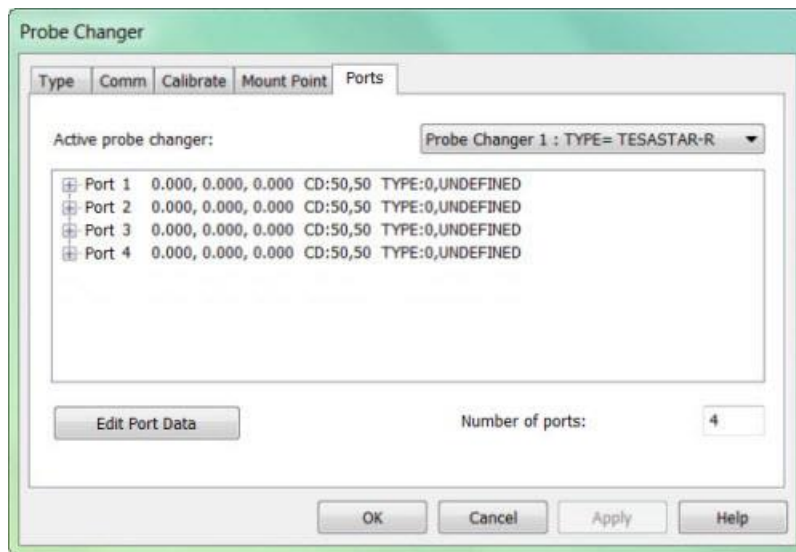 Probe Changer
Type Comm Calibrate Mount Point Ports
Active probe changer: Probe Changer 1 : TYPE= TESASTAR-R
Port 1 0.000, 0.000, 0.000 CD:50,50 TYPE:0,UNDEFINED
Port 2 0.000, 0.000, 0.000 CD:50,50 TYPE:0,UNDEFINED
Port 3 0.000, 0.000, 0.000 CD:50,50 TYPE:0,UNDEFINED
Port 4 0.000, 0.000, 0.000 CD:50,50 TYPE:0,UNDEFINED
Edit Port Data Number of ports: 4
OK Cancel Apply Help